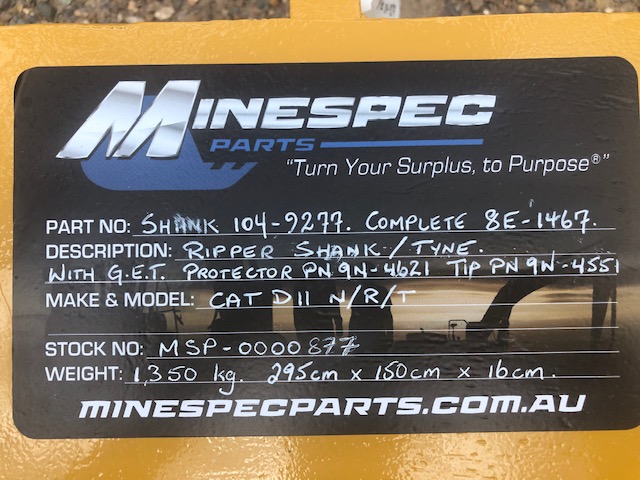 MINESPEC
PARTS
"Turn Your Surplus, to Purpose®"
PART NO: SHANK 104-9277. COMPLETE 8E-1467.
DESCRIPTION: RIPPER SHANK/TYNE.
WITH G.E.T. PROTECTOR PN 9N-4621 TIP PN 9N-4551
MAKE & MODEL: CAT D11 N/R/T
STOCK NO: MSP-0000877
WEIGHT: 1,350 kg. 295cm x 150cm x 16cm.
MINESPECPARTS.COM.AU